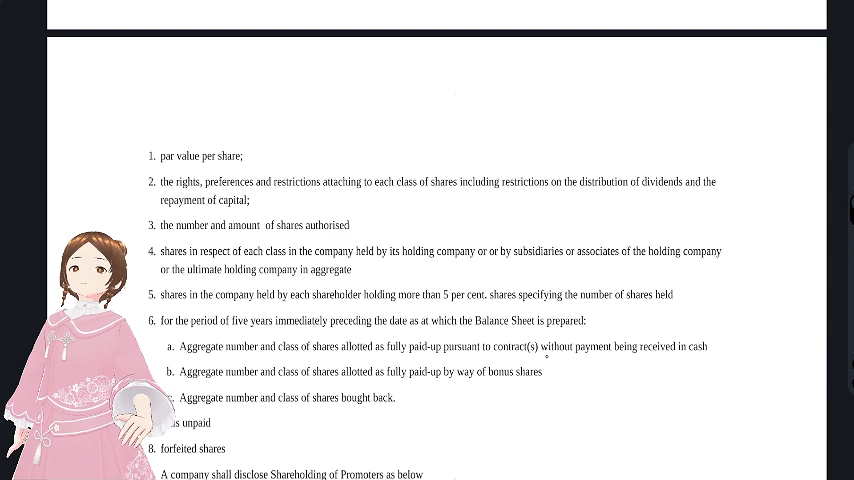 1. par value per share;
2. the rights, preferences and restrictions attaching to each class of shares including restrictions on the distribution of dividends and the
repayment of capital;
3. the number and amount of shares authorised
4. shares in respect of each class in the company held by its holding company or or by subsidiaries or associates of the holding company
or the ultimate holding company in aggregate
5. shares in the company held by each shareholder holding more than 5 per cent. shares specifying the number of shares held
6. for the period of five years immediately preceding the date as at which the Balance Sheet is prepared:
a. Aggregate number and class of shares allotted as fully paid-up pursuant to contract(s) without payment being received in cash
b. Aggregate number and class of shares allotted as fully paid-up by way of bonus shares
c. Aggregate number and class of shares bought back.
unpaid
8. forfeited shares
A company shall disclose Shareholding of Promoters as below